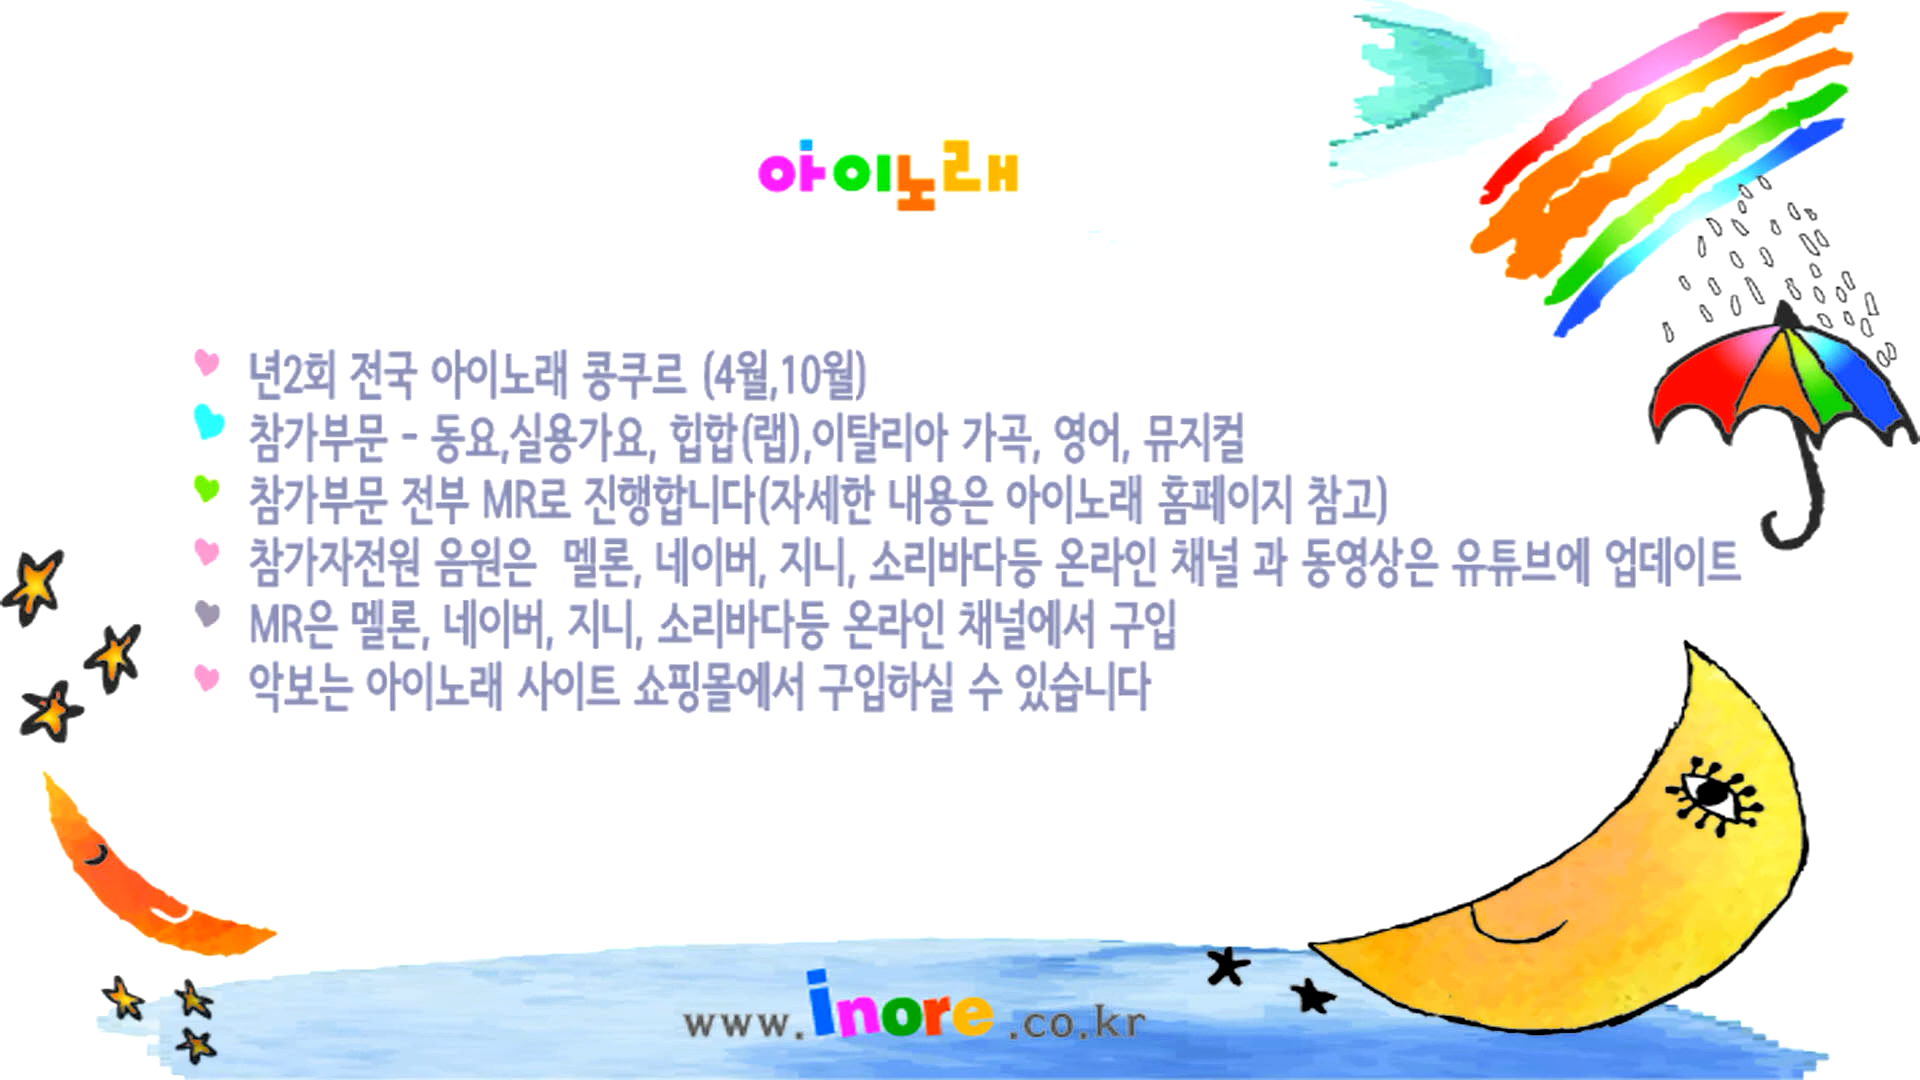 아이노래
년2회 전국 아이노래 콩쿠르 (4월,10월)
참가부문 - 동요,실용가요, 힙합(랩),이탈리아 가곡, 영어, 뮤지컬
참가부문 전부 MR로 진행합니다(자세한 내용은 아이노래 홈페이지 참고)
참가자전원 음원은 멜론, 네이버, 지니, 소리바다등 온라인 채널 과 동영상은 유튜브에 업데이트
MR은 멜론, 네이버, 지니, 소리바다등 온라인 채널에서 구입
악보는 아이노래 사이트 쇼핑몰에서 구입하실 수 있습니다
www.inore.co.kr